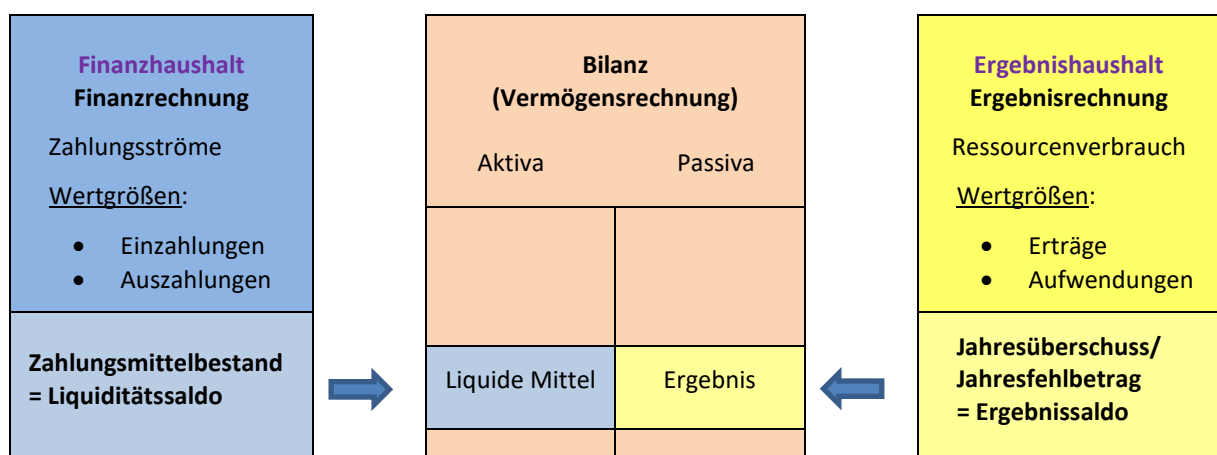 Finanzhaushalt
Finanzrechnung
Zahlungsströme
Wertgrößen:
• Einzahlungen
• Auszahlungen
Zahlungsmittelbestand
= Liquiditätssaldo
Bilanz
(Vermögensrechnung)
Aktiva Passiva
Liquide Mittel Ergebnis
Ergebnishaushalt
Ergebnisrechnung
Ressourcenverbrauch
Wertgrößen:
• Erträge
• Aufwendungen
Jahresüberschuss/
Jahresfehlbetrag
= Ergebnissaldo